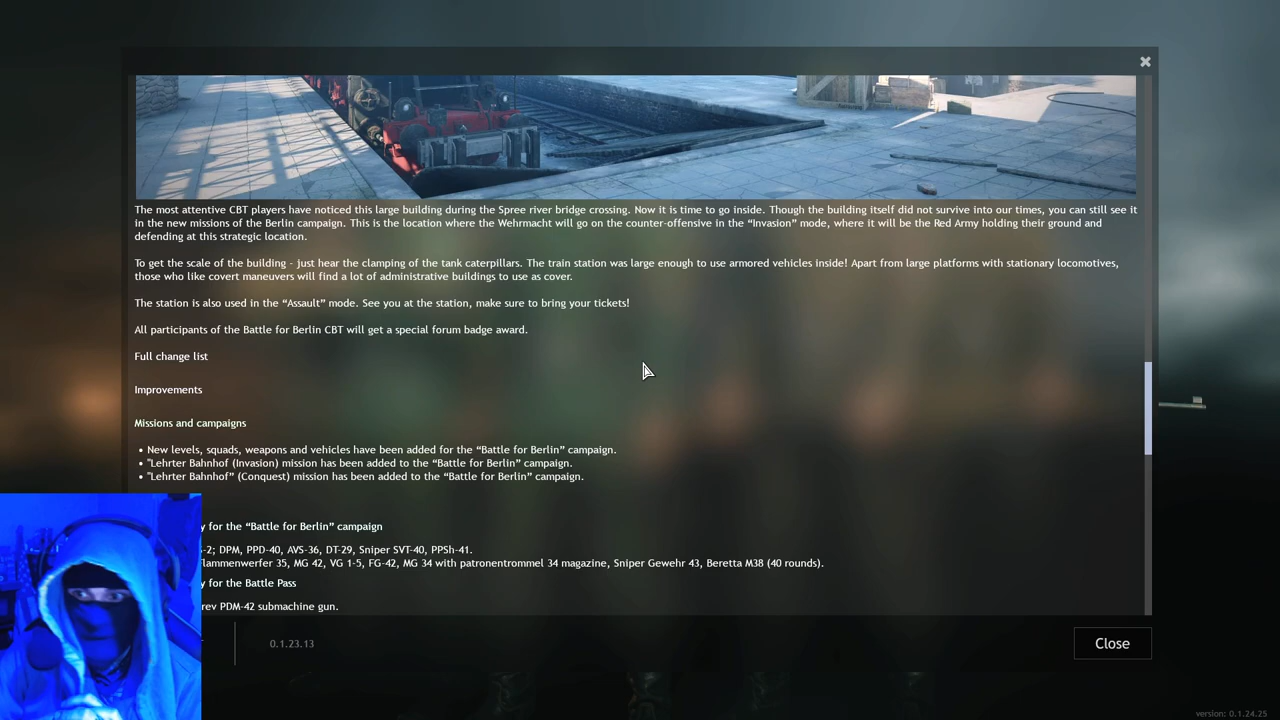 The most attentive CBT players have noticed this large building during the Spree river bridge crossing. Now it is time to go inside. Though the building itself did not survive into our times, you can still see it
in the new missions of the Berlin campaign. This is the location where the Wehrmacht will go on the counter-offensive in the “Invasion” mode, where it will be the Red Army holding their ground and
defending at this strategic location.
To get the scale of the building – just hear the clamping of the tank caterpillars. The train station was large enough to use armored vehicles inside! Apart from large platforms with stationary locomotives,
those who like covert maneuvers will find a lot of administrative buildings to use as cover.
The station is also used in the “Assault” mode. See you at the station, make sure to bring your tickets!
All participants of the Battle for Berlin CBT will get a special forum badge award.
Full change list
Improvements
Missions and campaigns
• New levels, squads, weapons and vehicles have been added for the “Battle for Berlin” campaign.
• "Lehrter Bahnhof (Invasion) mission has been added to the “Battle for Berlin” campaign.
• "Lehrter Bahnhof” (Conquest) mission has been added to the “Battle for Berlin” campaign.
y for the “Battle for Berlin” campaign
-2; DPM, PPD-40, AVS-36, DT-29, Sniper SVT-40, PPSh-41.
lammenwerfer 35, MG 42, VG 1-5, FG-42, MG 34 with patronentrommel 34 magazine, Sniper Gewehr 43, Beretta M38 (40 rounds).
y for the Battle Pass
rev PDM-42 submachine gun.
0.1.23.13
Close
version: 0.1.24.25